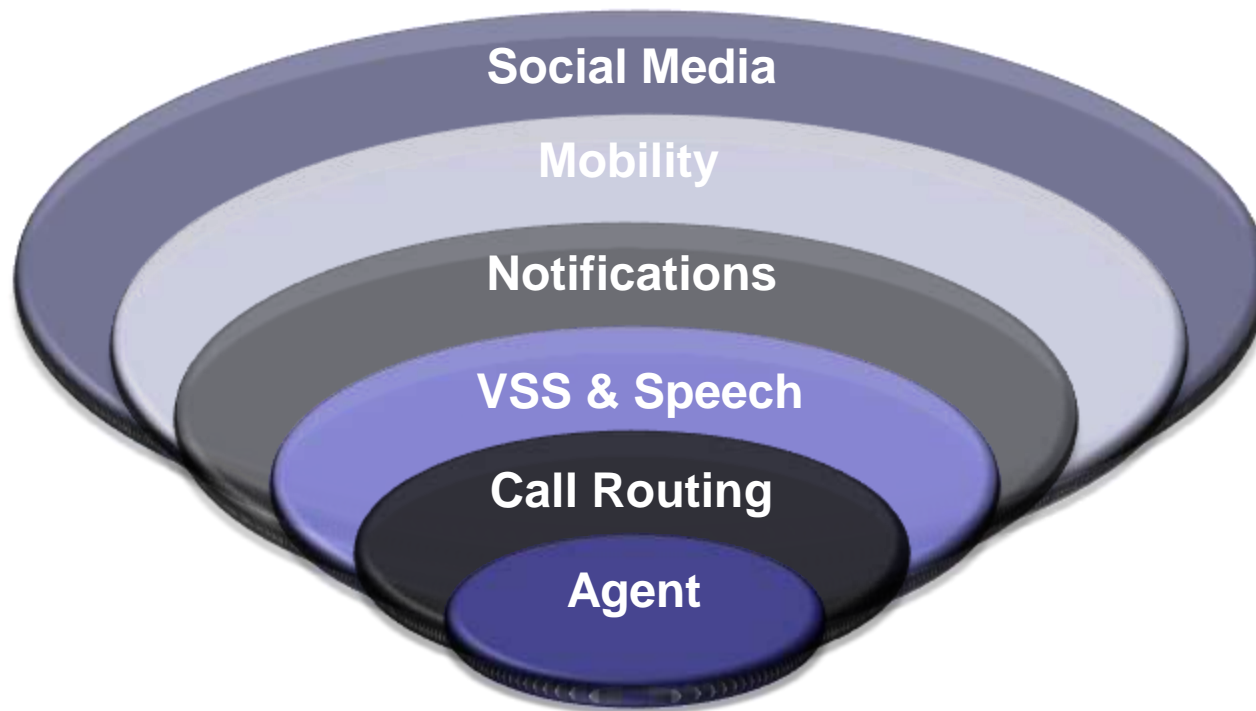 Social Media
Mobility
Notifications
VSS & Speech
Call Routing
Agent